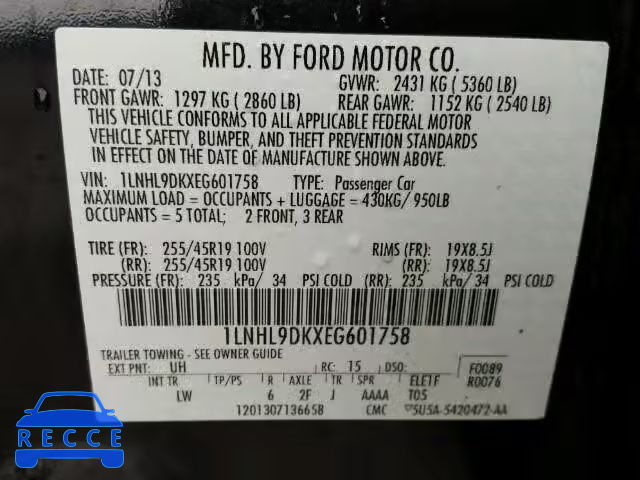 MFD. BY FORD MOTOR CO.
DATE: 07/13 GVWR: 2431 KG ( 5360 LB)
FRONT GAWR: 1297 KG ( 2860 LB) REAR GAWR: 1152 KG ( 2540 LB)
THIS VEHICLE CONFORMS TO ALL APPLICABLE FEDERAL MOTOR
VEHICLE SAFETY, BUMPER, AND THEFT PREVENTION STANDARDS
IN EFFECT ON THE DATE OF MANUFACTURE SHOWN ABOVE.
VIN: 1LNHL9DKXEG601758 TYPE: Passenger Car
MAXIMUM LOAD = OCCUPANTS + LUGGAGE = 430KG/ 950LB
OCCUPANTS = 5 TOTAL; 2 FRONT, 3 REAR
TIRE (FR): 255/45R19 100V RIMS (FR): 19X8.5J
(RR): 255/45R19 100V (RR): 19X8.5J
PRESSURE (FR): 235 kPa/ 34 PSI COLD (RR): 235 kPa/ 34 PSI COLD
1LNHL9DKXEG601758
TRAILER TOWING - SEE OWNER GUIDE
EXT PNT: UH RC: 15 DSO: F0089
INT TR TP/PS R AXLE TR SPR ELETF R0076
LW 6 2F J AAAA T05
1201307136658 CMC 5U5A-5420472-AA
RECCE